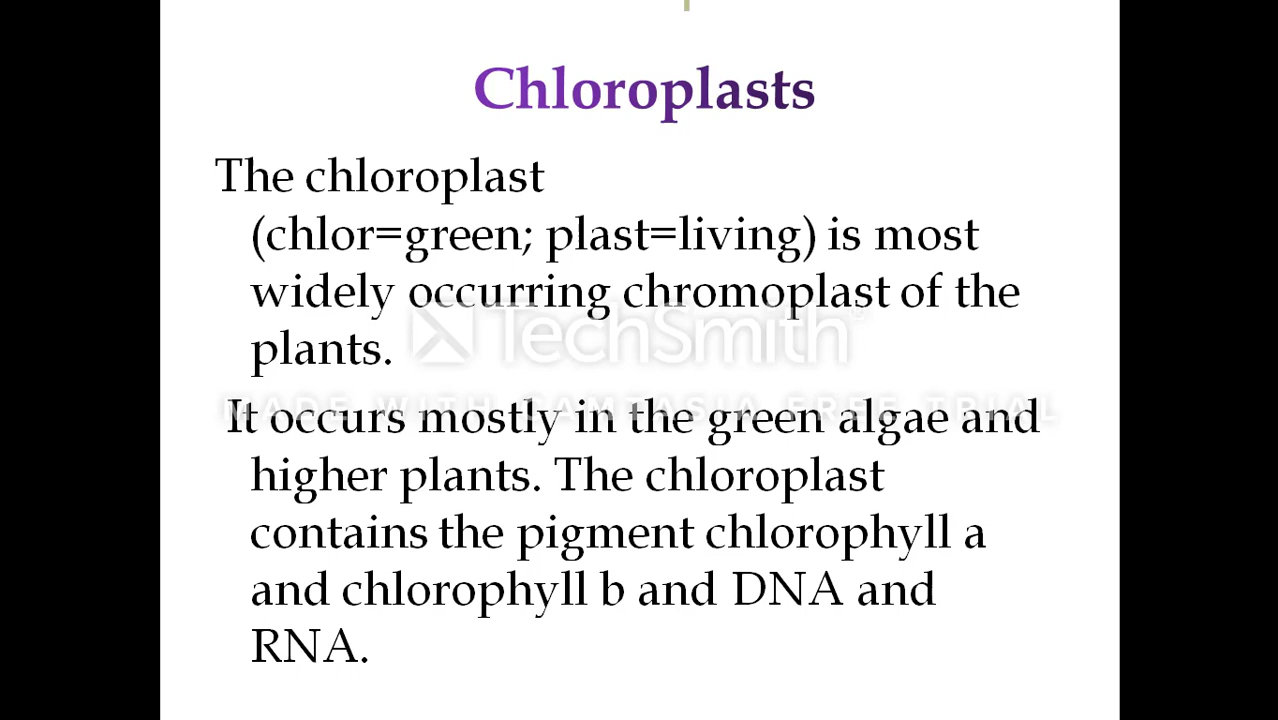 Chloroplasts
The chloroplast
(chlor=green; plast=living) is most
widely occurring chromoplast of the
plants.
TechSmith
MADE WITH CAMTASIA FREE TRIAL
It occurs mostly in the green algae and
higher plants. The chloroplast
contains the pigment chlorophyll a
and chlorophyll b and DNA and
RNA.